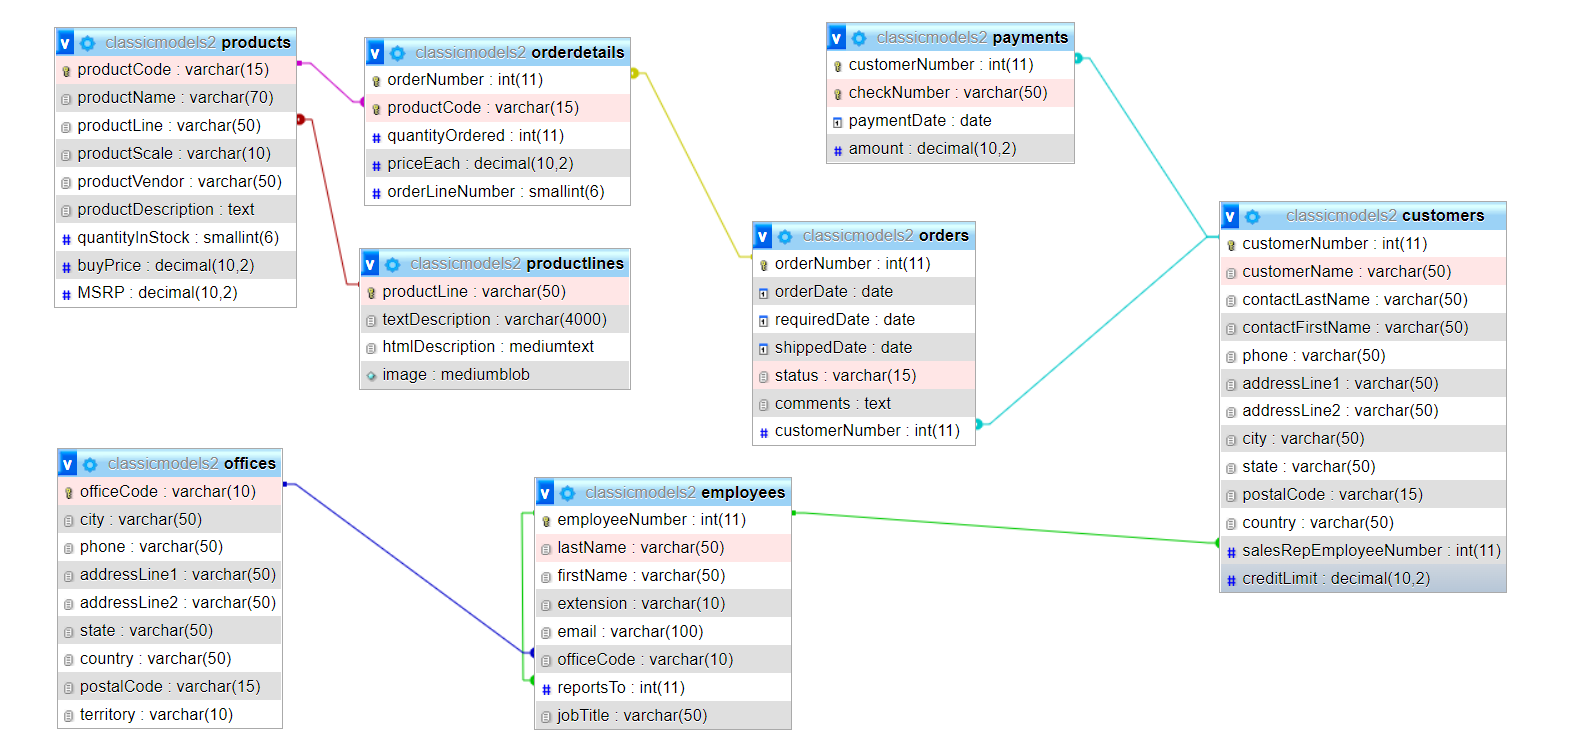 v classicmodels2 products
productCode : varchar(15)
productName : varchar(70)
productLine : varchar(50)
productScale : varchar(10)
productVendor : varchar(50)
productDescription : text
# quantityInStock : smallint(6)
# buyPrice : decimal(10,2)
# MSRP : decimal(10,2)
v classicmodels2 orderdetails
orderNumber : int(11)
productCode : varchar(15)
# quantityOrdered : int(11)
# priceEach : decimal(10,2)
# orderLineNumber : smallint(6)
v classicmodels2 productlines
productLine : varchar(50)
textDescription : varchar(4000)
htmlDescription : mediumtext
image : mediumblob
v classicmodels2 payments
customerNumber : int(11)
checkNumber : varchar(50)
paymentDate : date
# amount : decimal(10,2)
v classicmodels2 orders
orderNumber : int(11)
orderDate : date
requiredDate : date
shippedDate : date
status : varchar(15)
comments : text
# customerNumber : int(11)
v classicmodels2 customers
customerNumber : int(11)
customerName : varchar(50)
contactLastName : varchar(50)
contactFirstName : varchar(50)
phone : varchar(50)
addressLine1 : varchar(50)
addressLine2 : varchar(50)
city : varchar(50)
state : varchar(50)
postalCode : varchar(15)
country : varchar(50)
# salesRepEmployeeNumber : int(11)
# creditLimit : decimal(10,2)
v classicmodels2 offices
officeCode : varchar(10)
city : varchar(50)
phone : varchar(50)
addressLine1 : varchar(50)
addressLine2 : varchar(50)
state : varchar(50)
country : varchar(50)
postalCode : varchar(15)
territory : varchar(10)
v classicmodels2 employees
employeeNumber : int(11)
lastName : varchar(50)
firstName : varchar(50)
extension : varchar(10)
email : varchar(100)
officeCode : varchar(10)
# reportsTo : int(11)
jobTitle : varchar(50)